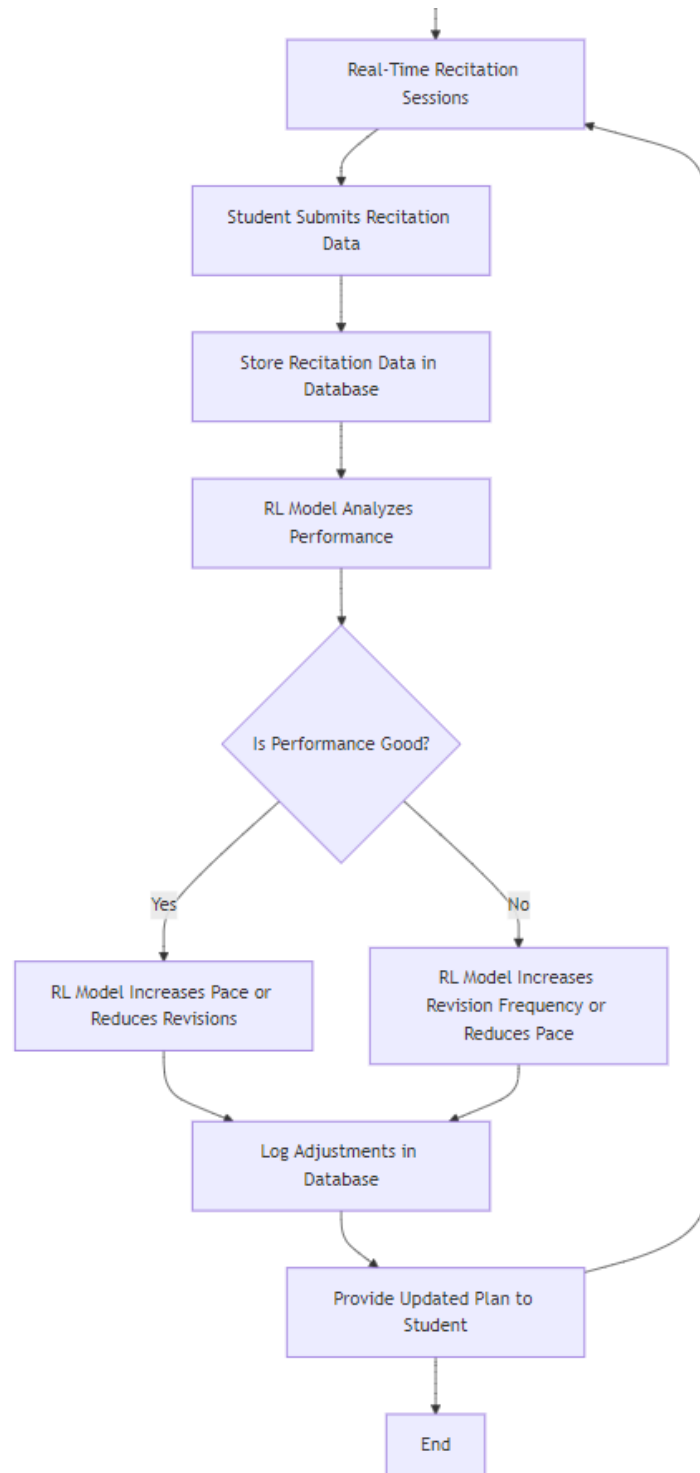 Real-Time Recitation
Sessions
Student Submits Recitation
Data
Store Recitation Data in
Database
RL Model Analyzes
Performance
Is Performance Good?
Yes
No
RL Model Increases Pace or
Reduces Revisions
RL Model Increases
Revision Frequency or
Reduces Pace
Log Adjustments in
Database
Provide Updated Plan to
Student
End